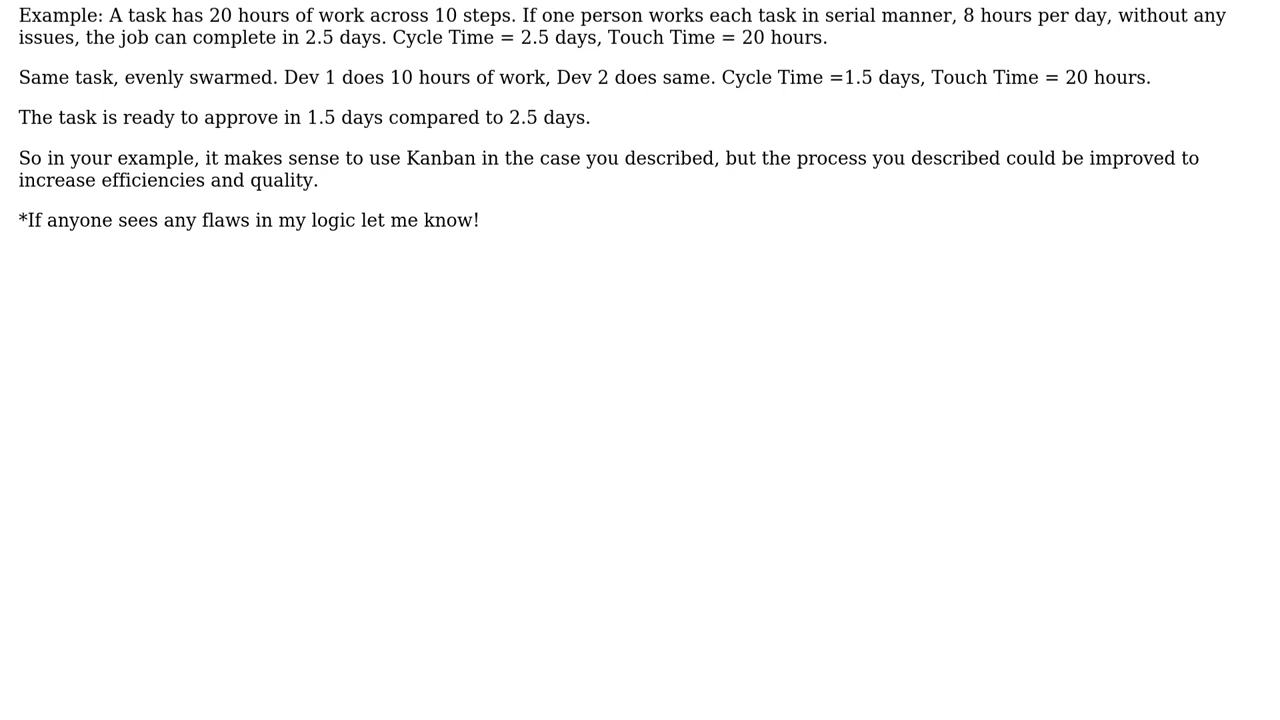 Example: A task has 20 hours of work across 10 steps. If one person works each task in serial manner, 8 hours per day, without any
issues, the job can complete in 2.5 days. Cycle Time = 2.5 days, Touch Time = 20 hours.
Same task, evenly swarmed. Dev 1 does 10 hours of work, Dev 2 does same. Cycle Time =1.5 days, Touch Time = 20 hours.
The task is ready to approve in 1.5 days compared to 2.5 days.
So in your example, it makes sense to use Kanban in the case you described, but the process you described could be improved to
increase efficiencies and quality.
*If anyone sees any flaws in my logic let me know!